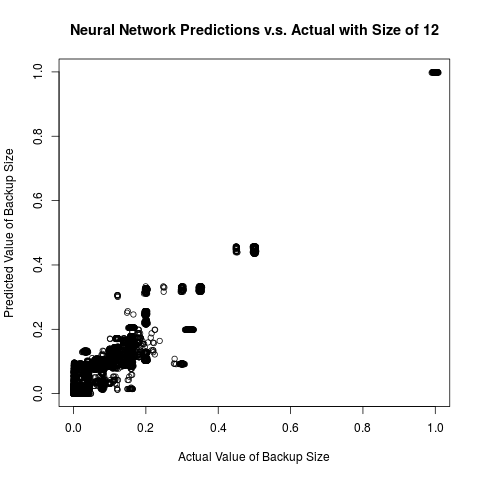 Neural Network Predictions v.s. Actual with Size of 12
Predicted Value of Backup Size
1.0
0.8
0.6
0.4
0.2
0.0
0.0 0.2 0.4 0.6 0.8 1.0
Actual Value of Backup Size